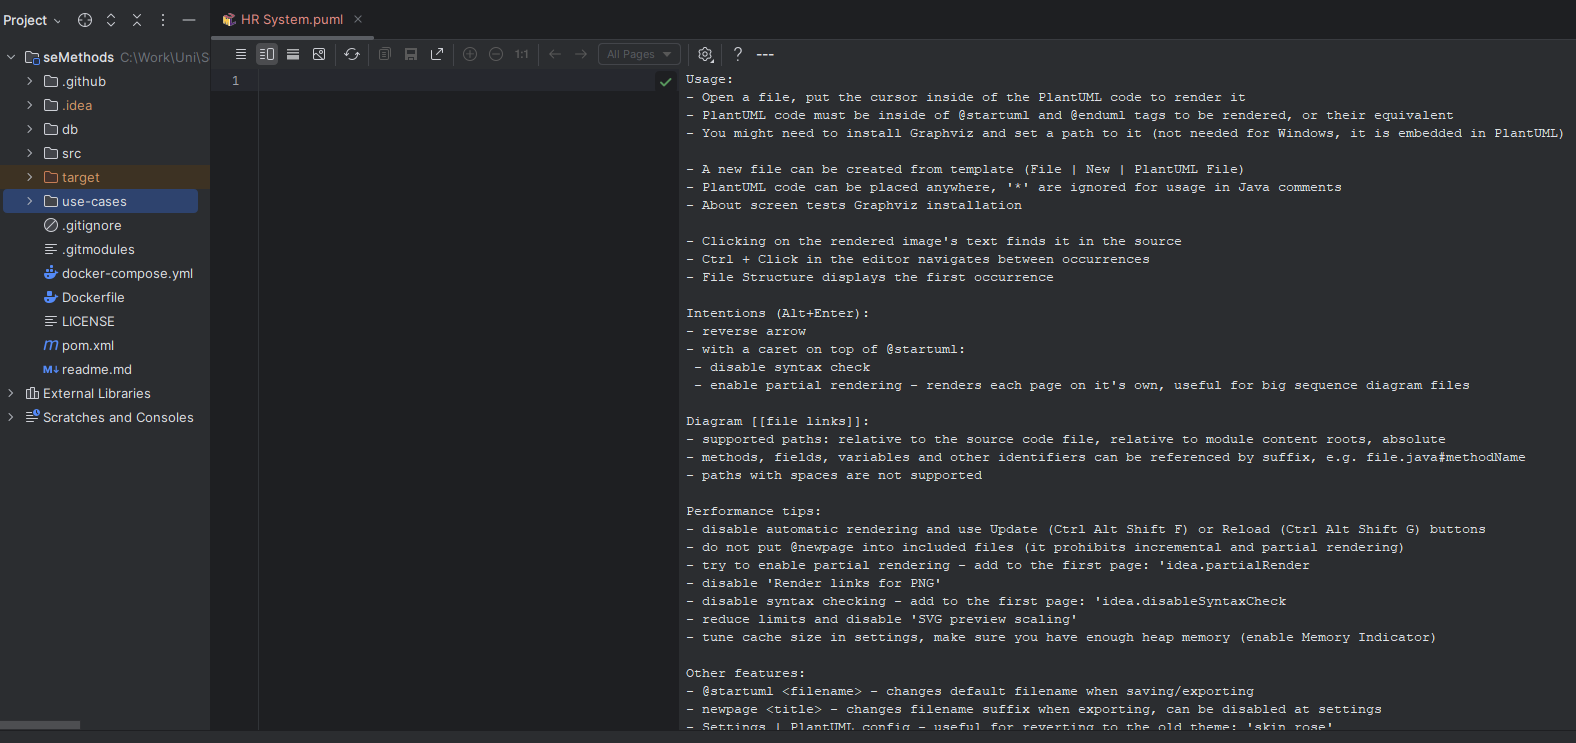 Project
HR System.puml
seMethods C:\Work\Uni\S
.github
.idea
db
src
target
use-cases
.gitignore
.gitmodules
docker-compose.yml
Dockerfile
LICENSE
pom.xml
readme.md
External Libraries
Scratches and Consoles
1:1
All Pages
?
---
1
Usage:
- Open a file, put the cursor inside of the PlantUML code to render it
- PlantUML code must be inside of @startuml and @enduml tags to be rendered, or their equivalent
- You might need to install Graphviz and set a path to it (not needed for Windows, it is embedded in PlantUML)
- A new file can be created from template (File | New | PlantUML File)
- PlantUML code can be placed anywhere, '*' are ignored for usage in Java comments
- About screen tests Graphviz installation
- Clicking on the rendered image's text finds it in the source
- Ctrl + Click in the editor navigates between occurrences
- File Structure displays the first occurrence
Intentions (Alt+Enter):
- reverse arrow
- with a caret on top of @startuml:
- disable syntax check
- enable partial rendering - renders each page on it's own, useful for big sequence diagram files
Diagram [[file links]]:
- supported paths: relative to the source code file, relative to module content roots, absolute
- methods, fields, variables and other identifiers can be referenced by suffix, e.g. file.java#methodName
- paths with spaces are not supported
Performance tips:
- disable automatic rendering and use Update (Ctrl Alt Shift F) or Reload (Ctrl Alt Shift G) buttons
- do not put @newpage into included files (it prohibits incremental and partial rendering)
- try to enable partial rendering - add to the first page: 'idea.partialRender
- disable 'Render links for PNG'
- disable syntax checking - add to the first page: 'idea.disableSyntaxCheck
- reduce limits and disable 'SVG preview scaling'
- tune cache size in settings, make sure you have enough heap memory (enable Memory Indicator)
Other features:
- @startuml <filename> - changes default filename when saving/exporting
- newpage <title> - changes filename suffix when exporting, can be disabled at settings
- Settings | PlantUML config - useful for reverting to the old theme: 'skin rose'